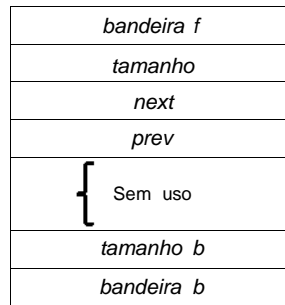 bandeira f
tamanho
next
prev
Sem uso
tamanho b
bandeira b